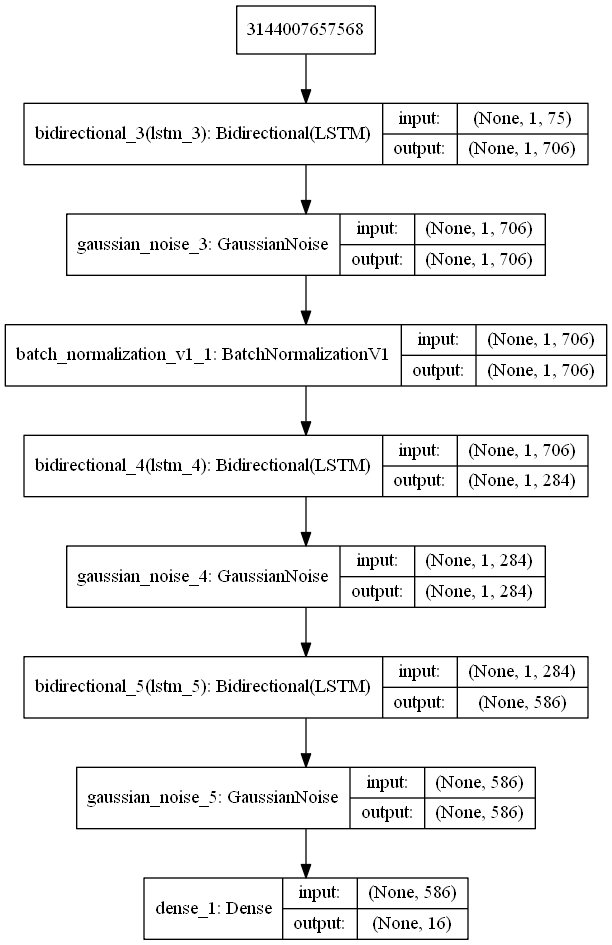 3144007657568
bidirectional_3(lstm_3): Bidirectional(LSTM)
input: (None, 1, 75)
output: (None, 1, 706)
gaussian_noise_3: GaussianNoise
input: (None, 1, 706)
output: (None, 1, 706)
batch_normalization_v1_1: BatchNormalizationV1
input: (None, 1, 706)
output: (None, 1, 706)
bidirectional_4(lstm_4): Bidirectional(LSTM)
input: (None, 1, 706)
output: (None, 1, 284)
gaussian_noise_4: GaussianNoise
input: (None, 1, 284)
output: (None, 1, 284)
bidirectional_5(lstm_5): Bidirectional(LSTM)
input: (None, 1, 284)
output: (None, 586)
gaussian_noise_5: GaussianNoise
input: (None, 586)
output: (None, 586)
dense_1: Dense
input: (None, 586)
output: (None, 16)